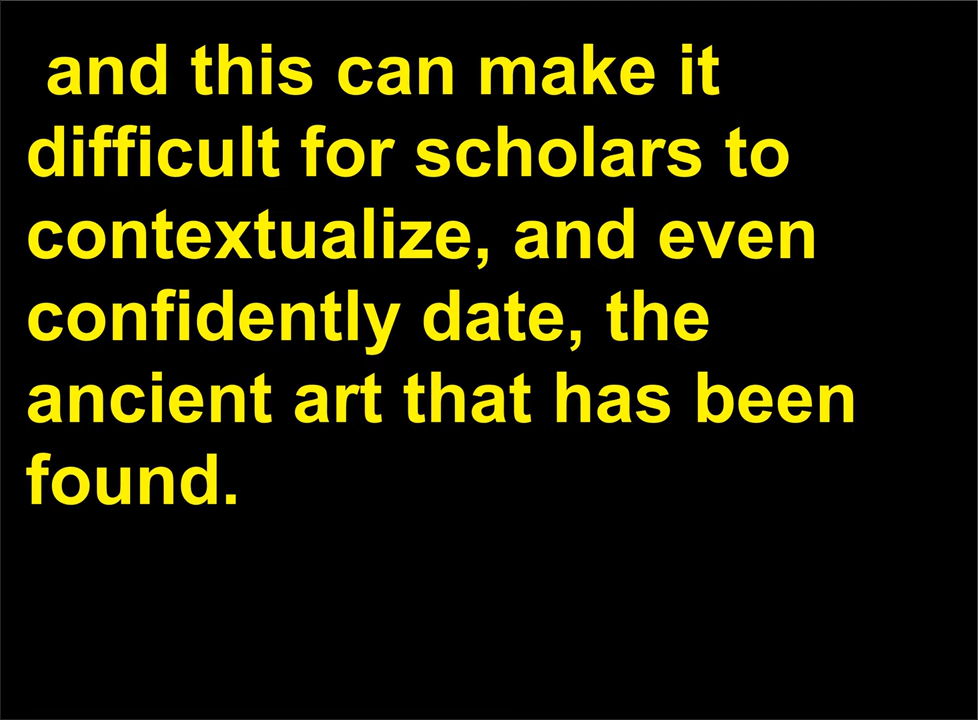 and this can make it
difficult for scholars to
contextualize, and even
confidently date, the
ancient art that has been
found.